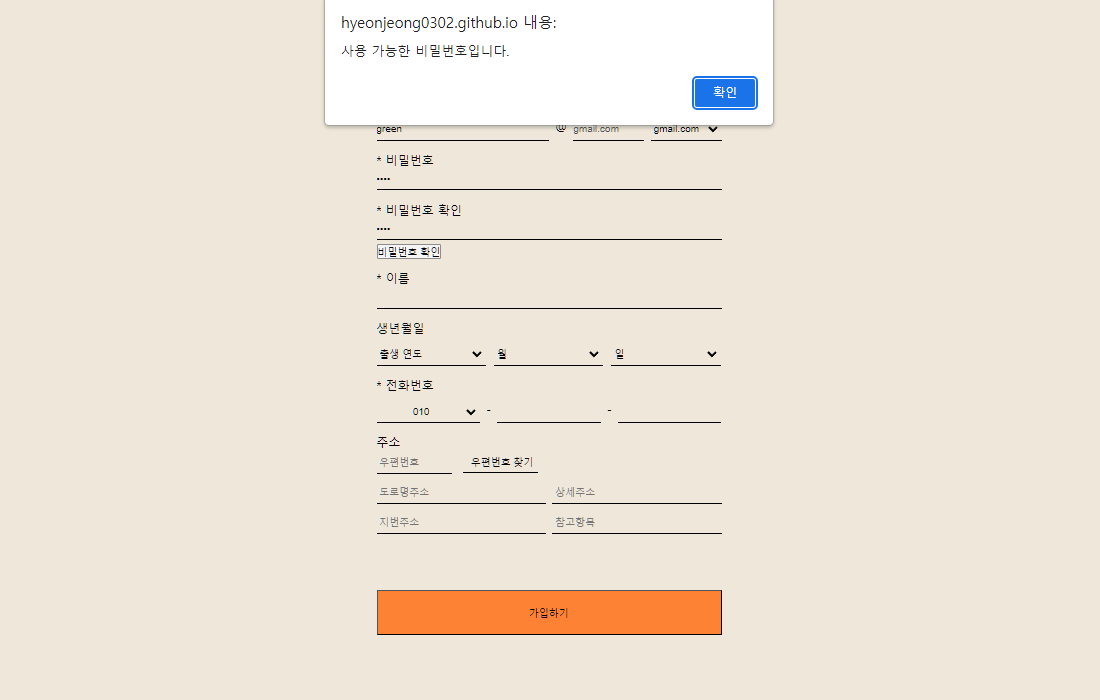 hyeonjeong0302.github.io 내용:
사용 가능한 비밀번호입니다.
확인
green @ gmail.com gmail.com
* 비밀번호
••••
* 비밀번호 확인
••••
비밀번호 확인
* 이름
생년월일
출생 연도 월 일
* 전화번호
010 - -
주소
우편번호 우편번호 찾기
도로명주소 상세주소
지번주소 참고항목
가입하기